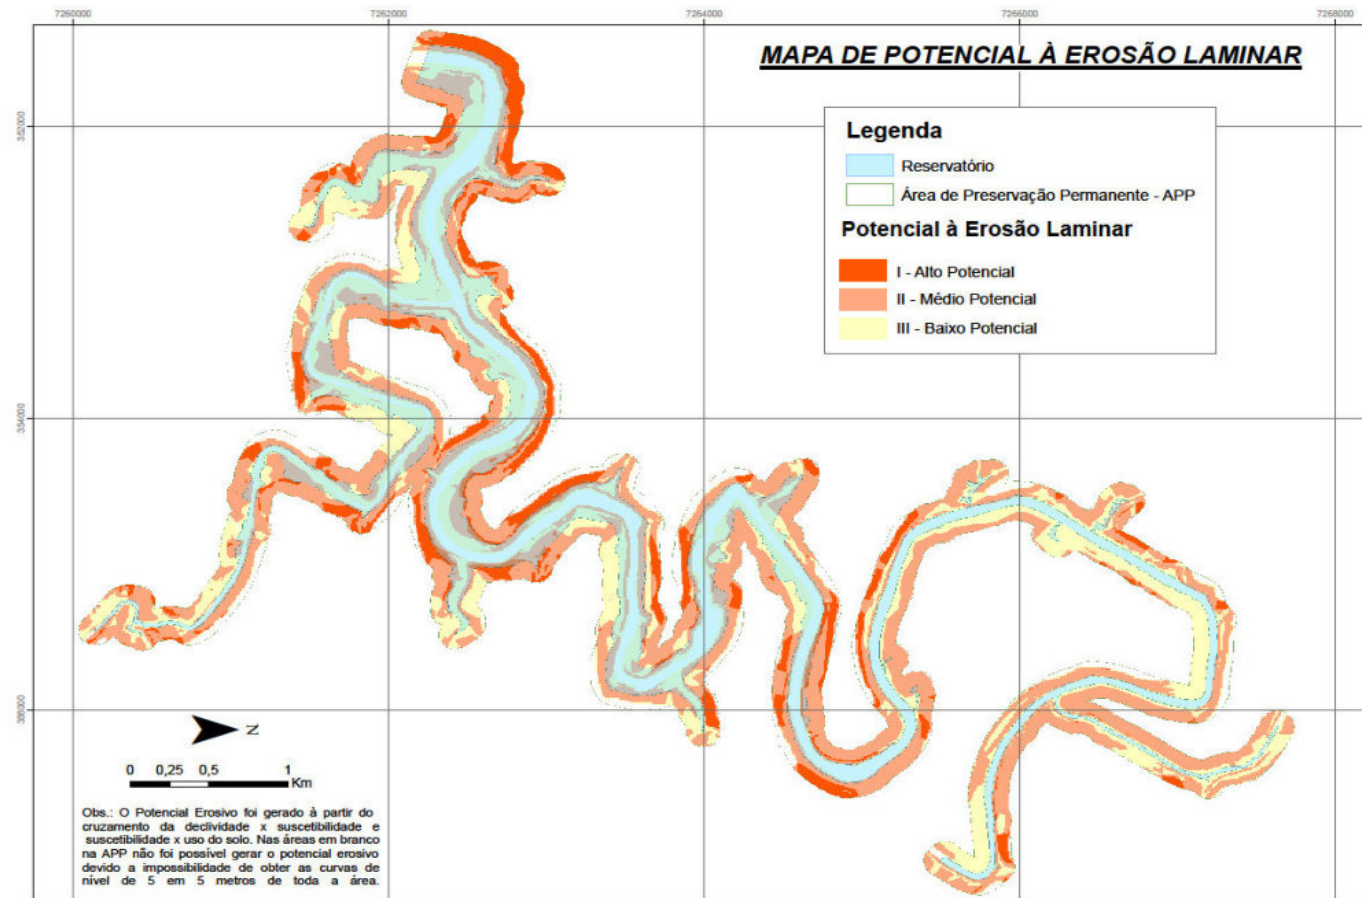 7260000 7262000 7264000 7266000 7268000
MAPA DE POTENCIAL À EROSÃO LAMINAR
Legenda
Reservatório
Área de Preservação Permanente - APP
Potencial à Erosão Laminar
I - Alto Potencial
II - Médio Potencial
III - Baixo Potencial
352000
354000
356000
N
0 0,25 0,5 1
Km
Obs.: O Potencial Erosivo foi gerado à partir do
cruzamento da declividade x suscetibilidade e
suscetibilidade x uso do solo. Nas áreas em branco
na APP não foi possível gerar o potencial erosivo
devido a impossibilidade de obter as curvas de
nível de 5 em 5 metros de toda a área.